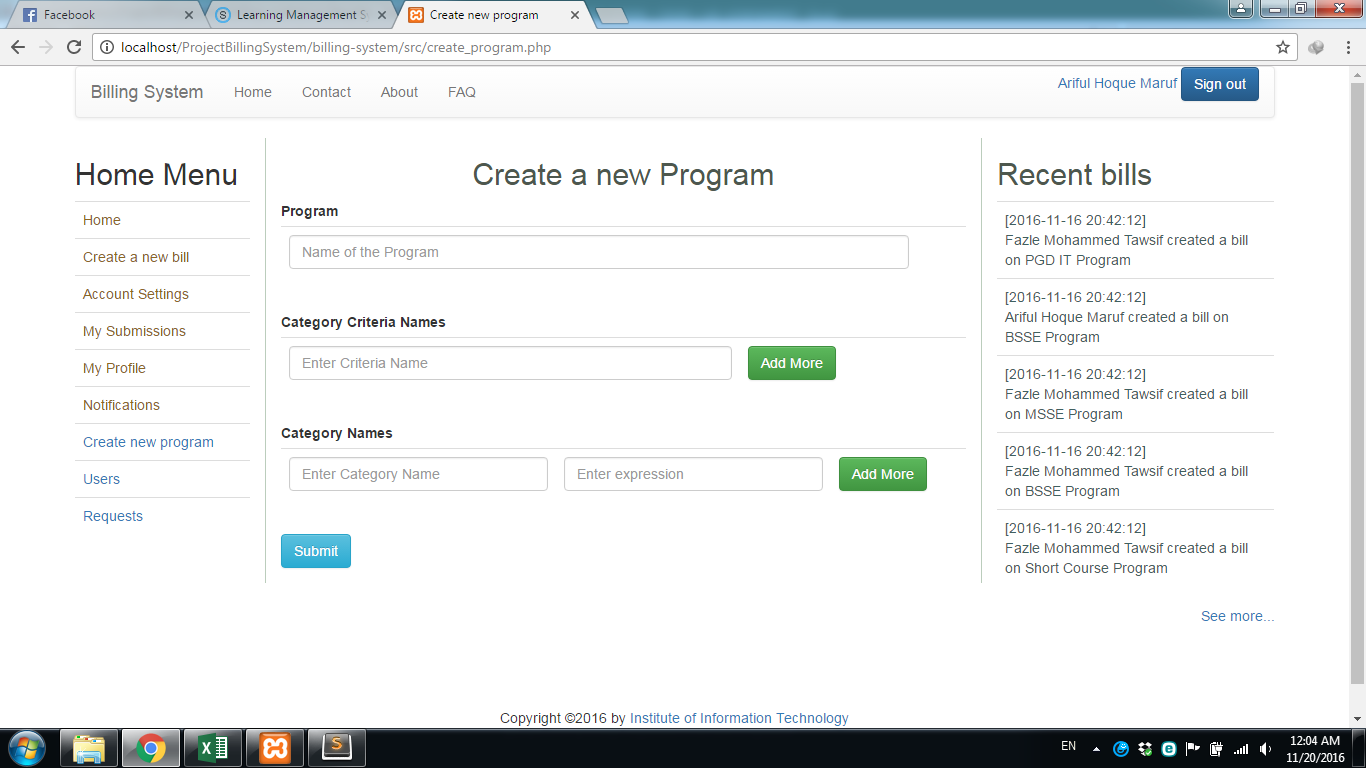 Facebook
Learning Management S
Create new program
localhost/ProjectBillingSystem/billing-system/src/create_program.php
Billing System Home Contact About FAQ
Ariful Hoque Maruf Sign out
Home Menu
Home
Create a new bill
Account Settings
My Submissions
My Profile
Notifications
Create new program
Users
Requests
Create a new Program
Program
Name of the Program
Category Criteria Names
Enter Criteria Name Add More
Category Names
Enter Category Name Enter expression Add More
Submit
Recent bills
[2016-11-16 20:42:12]
Fazle Mohammed Tawsif created a bill
on PGD IT Program
[2016-11-16 20:42:12]
Ariful Hoque Maruf created a bill on
BSSE Program
[2016-11-16 20:42:12]
Fazle Mohammed Tawsif created a bill
on MSSE Program
[2016-11-16 20:42:12]
Fazle Mohammed Tawsif created a bill
on BSSE Program
[2016-11-16 20:42:12]
Fazle Mohammed Tawsif created a bill
on Short Course Program
See more...
Copyright ©2016 by Institute of Information Technology
EN
12:04 AM
11/20/2016